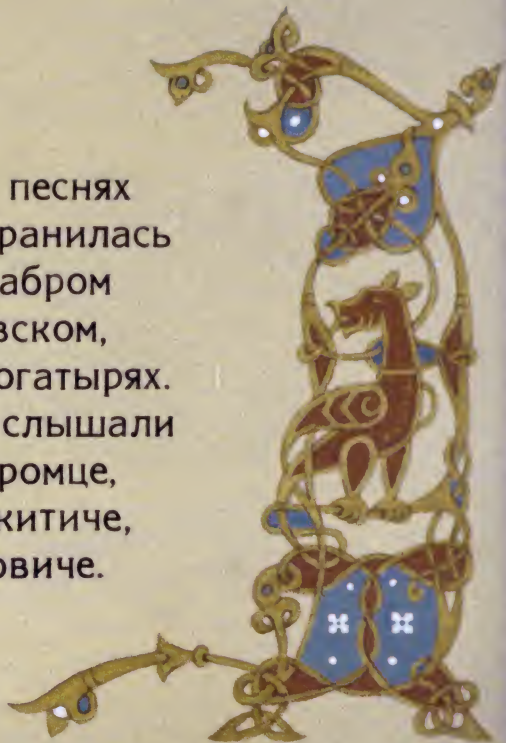 песнях
ранилась
абром
вском,
огатырях.
слышали
ромце,
китиче,
овиче.